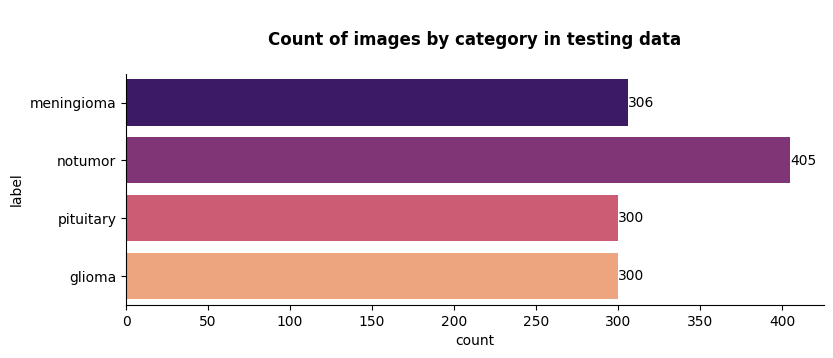 Count of images by category in testing data
meningioma
306
notumor
405
label
pituitary
300
glioma
300
0 50 100 150 200 250 300 350 400
count